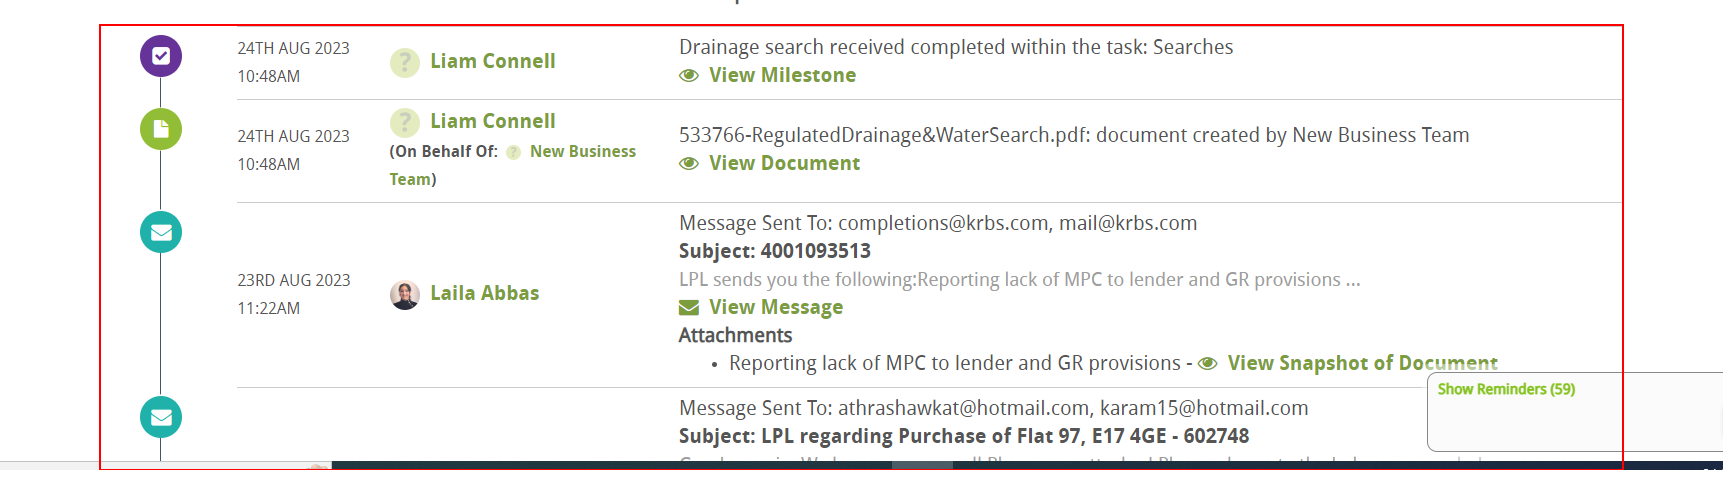 24TH AUG 2023
10:48AM
Liam Connell
Drainage search received completed within the task: Searches
View Milestone
24TH AUG 2023
10:48AM
Liam Connell
(On Behalf Of: New Business
Team)
533766-RegulatedDrainage&WaterSearch.pdf: document created by New Business Team
View Document
23RD AUG 2023
11:22AM
Laila Abbas
Message Sent To: completions@krbs.com, mail@krbs.com
Subject: 4001093513
LPL sends you the following:Reporting lack of MPC to lender and GR provisions ...
View Message
Attachments
• Reporting lack of MPC to lender and GR provisions - View Snapshot of Document
Message Sent To: athrashawkat@hotmail.com, karam15@hotmail.com
Subject: LPL regarding Purchase of Flat 97, E17 4GE - 602748
Show Reminders (59)